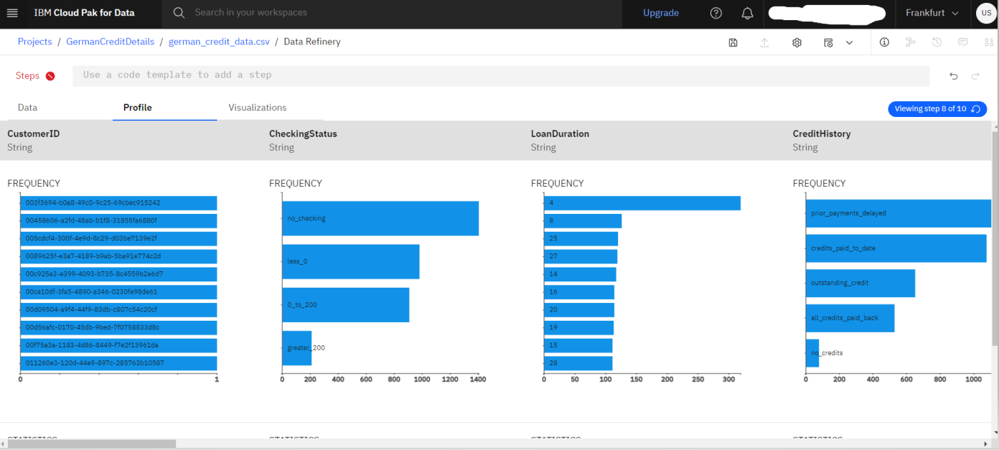 IBM Cloud Pak for Data Search in your workspaces Upgrade Frankfurt US
Projects / GermanCreditDetails / german_credit_data.csv / Data Refinery
Steps Use a code template to add a step
Data Profile Visualizations Viewing step 8 of 10
CustomerID CheckingStatus LoanDuration CreditHistory
String String String String
FREQUENCY
003f3694-b0a8-49c0-9c25-69cbec915242
00458606-a2fd-48ab-b1f8-31855fa6880f
005cdcf4-300f-4e9d-8c29-d03be7139e2f
0089625f-e3a7-4189-b9ab-5ba91e774c2d
00c925a3-e399-4093-b735-8c4559b2e6d7
00ca10df-3fa5-4890-a346-0230fe98de61
00d09504-a9f4-44f9-83db-c807c54c20cf
00d56afc-0170-45db-9bed-7f0758833d8c
00f75a3a-1183-4d86-8449-f7e2f13961da
011260e3-120d-44e9-897c-285763b10587
0 1
FREQUENCY
no_checking
less_0
0_to_200
greater_200
0 200 400 600 800 1000 1200 1400
FREQUENCY
4
8
25
27
14
16
20
19
15
28
0 50 100 150 200 250 300
FREQUENCY
prior_payments_delayed
credits_paid_to_date
outstanding_credit
all_credits_paid_back
no_credits
0 200 400 600 800 1000
STATISTICS STATISTICS STATISTICS STATISTICS